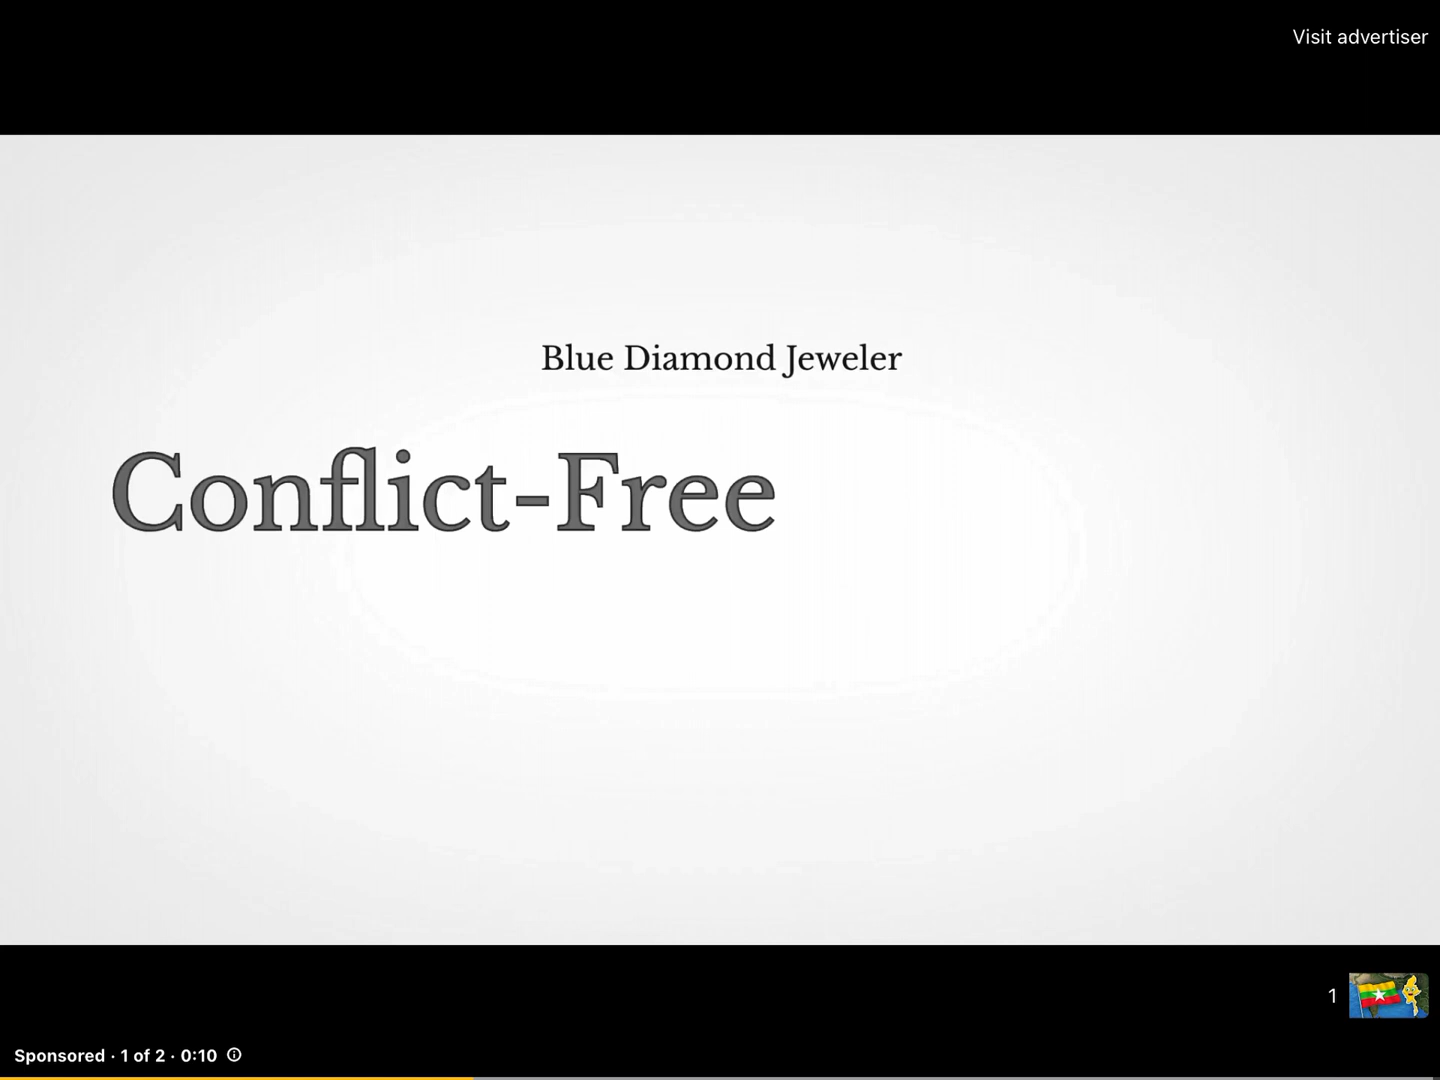 Visit advertiser
Blue Diamond Jeweler
Conflict-Free
1
Sponsored · 1 of 2 · 0:10